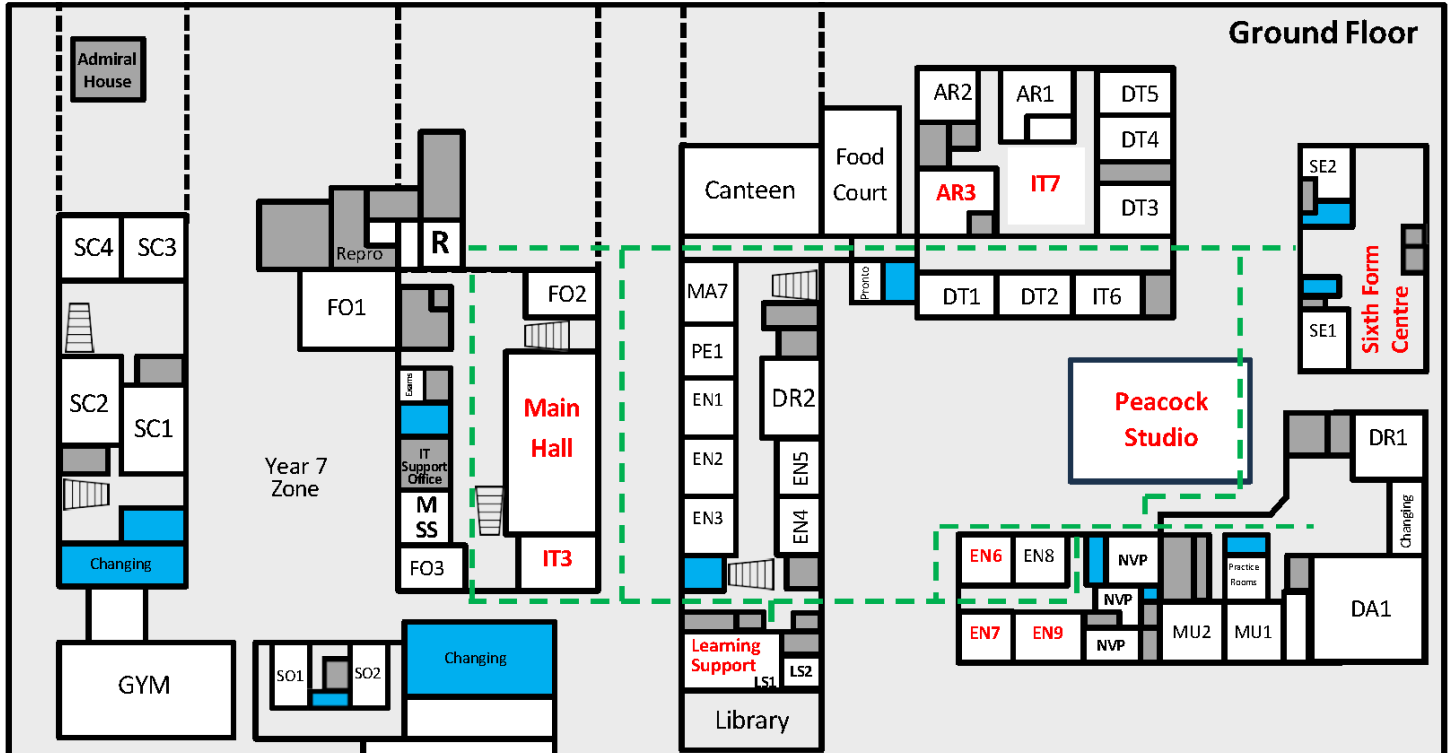 Ground Floor
Admiral
House
AR2
AR1
DT5
DT4
DT3
Food
Court
Canteen
AR3
IT7
SE2
Sixth Form
Centre
SE1
SC4
SC3
R
Repro
FO1
FO2
MA7
Pronto
DT1
DT2
IT6
PE1
Exams
SC2
SC1
Main
Hall
EN1
DR2
Peacock
Studio
IT
Support
Office
EN2
EN5
DR1
Year 7
Zone
M
SS
EN3
EN4
Changing
Changing
FO3
IT3
EN6
EN8
NVP
Practice
Rooms
NVP
DA1
EN7
EN9
NVP
MU2
MU1
Changing
Learning
Support
LS1
LS2
SO1
SO2
GYM
Library